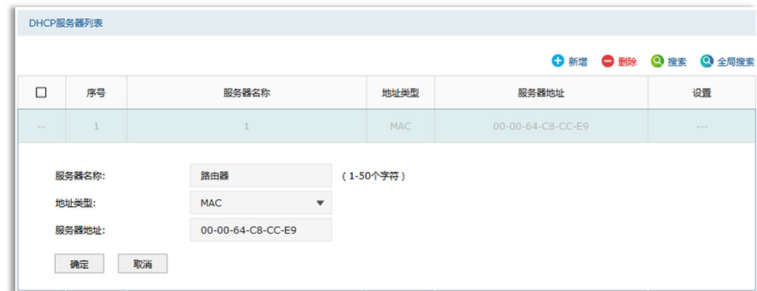 DHCP服务器列表
新增 删除 搜索 全局搜索
序号 服务器名称 地址类型 服务器地址 设置
-- 1 1 MAC 00-00-64-C8-CC-E9 ---
服务器名称: 路由器 (1-50个字符)
地址类型: MAC
服务器地址: 00-00-64-C8-CC-E9
确定 取消